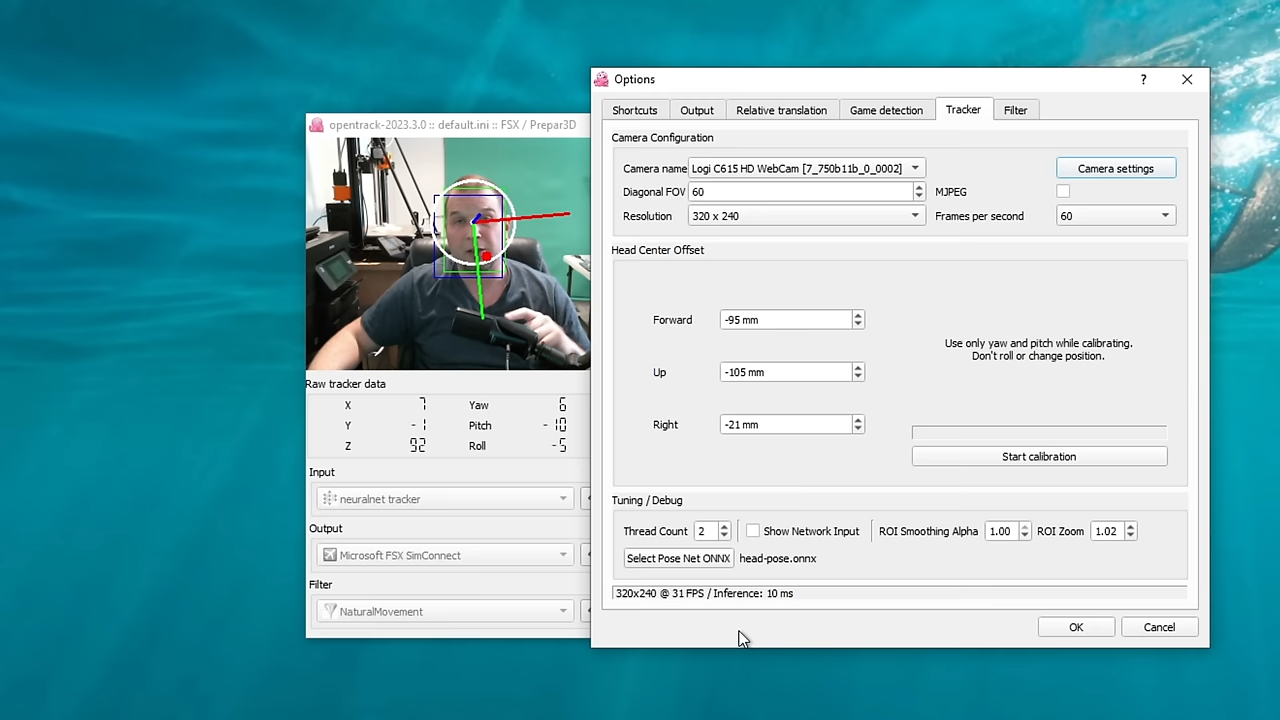 opentrack-2023.3.0 :: default.ini :: FSX / Prepar3D
Raw tracker data
X 7 Yaw 6
Y -1 Pitch -10
Z 92 Roll -5
Input
neuralnet tracker
Output
Microsoft FSX SimConnect
Filter
NaturalMovement
Options
? ×
Shortcuts Output Relative translation Game detection Tracker Filter
Camera Configuration
Camera name Logi C615 HD WebCam [7_750b11b_0_0002] Camera settings
Diagonal FOV 60 MJPEG
Resolution 320 x 240 Frames per second 60
Head Center Offset
Forward -95 mm
Up -105 mm
Right -21 mm
Use only yaw and pitch while calibrating.
Don't roll or change position.
Start calibration
Tuning / Debug
Thread Count 2 Show Network Input ROI Smoothing Alpha 1.00 ROI Zoom 1.02
Select Pose Net ONNX head-pose.onnx
320x240 @ 31 FPS / Inference: 10 ms
OK Cancel